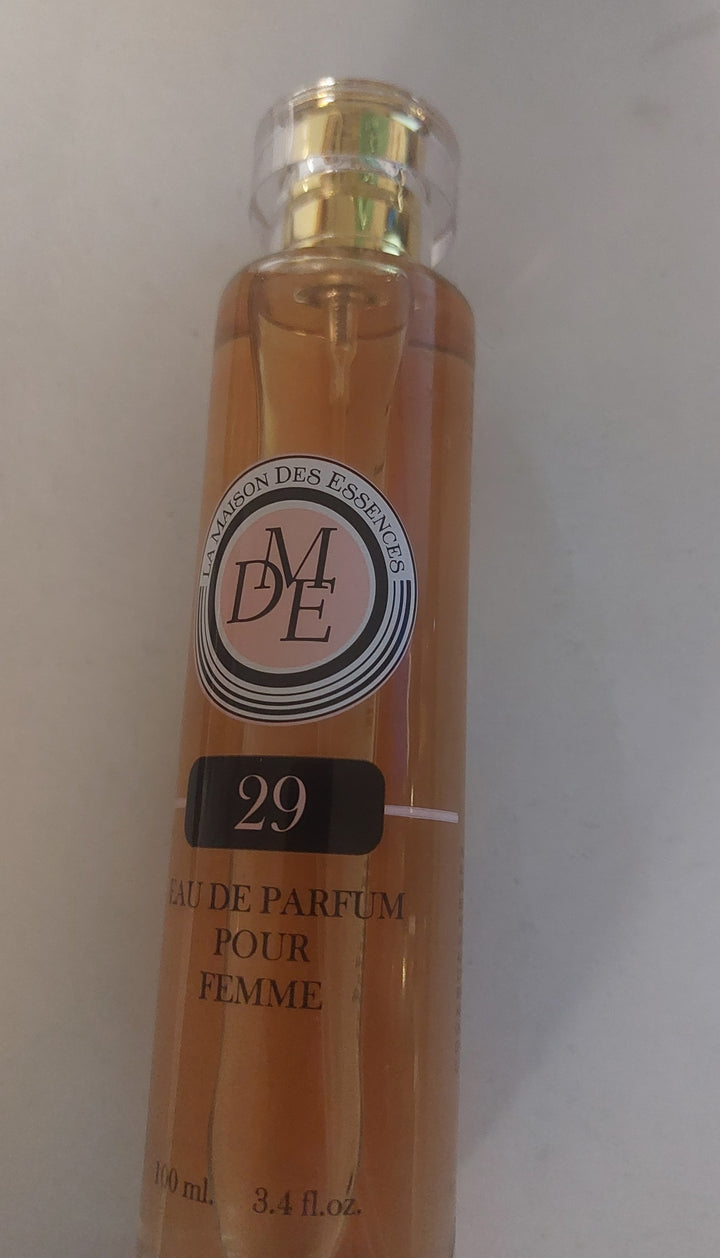 LA MAISON DES ESSENCES
DME
29
EAU DE PARFUM
POUR
FEMME
100 ml. 3.4 fl.oz.